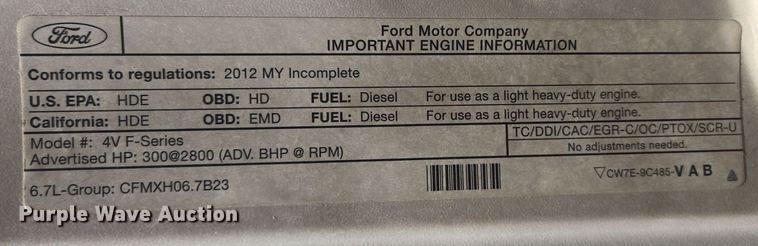 Ford
Ford Motor Company
IMPORTANT ENGINE INFORMATION
Conforms to regulations: 2012 MY Incomplete
U.S. EPA: HDE OBD: HD FUEL: Diesel For use as a light heavy-duty engine.
California: HDE OBD: EMD FUEL: Diesel For use as a light heavy-duty engine.
Model #: 4V F-Series
TC/DDI/CAC/EGR-C/OC/PTOX/SCR-U
Advertised HP: 300@2800 (ADV. BHP @ RPM)
No adjustments needed.
6.7L-Group: CFMXH06.7B23
CW7E-9C485-VAB
Purple Wave Auction